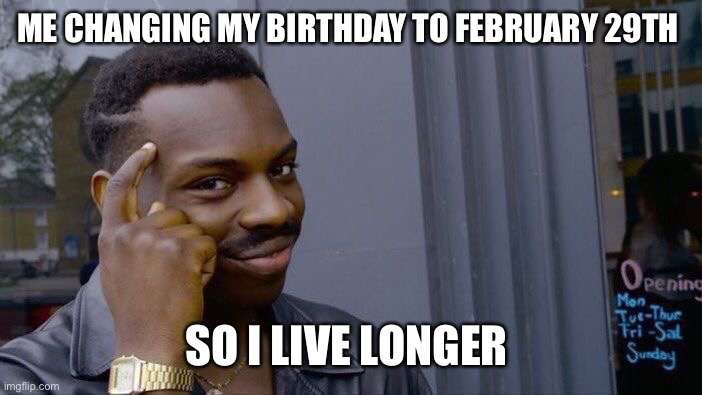 ME CHANGING MY BIRTHDAY TO FEBRUARY 29TH
SO I LIVE LONGER
Opening
Mon
Tue-Thur
Fri-Sat
Sunday
imgflip.com